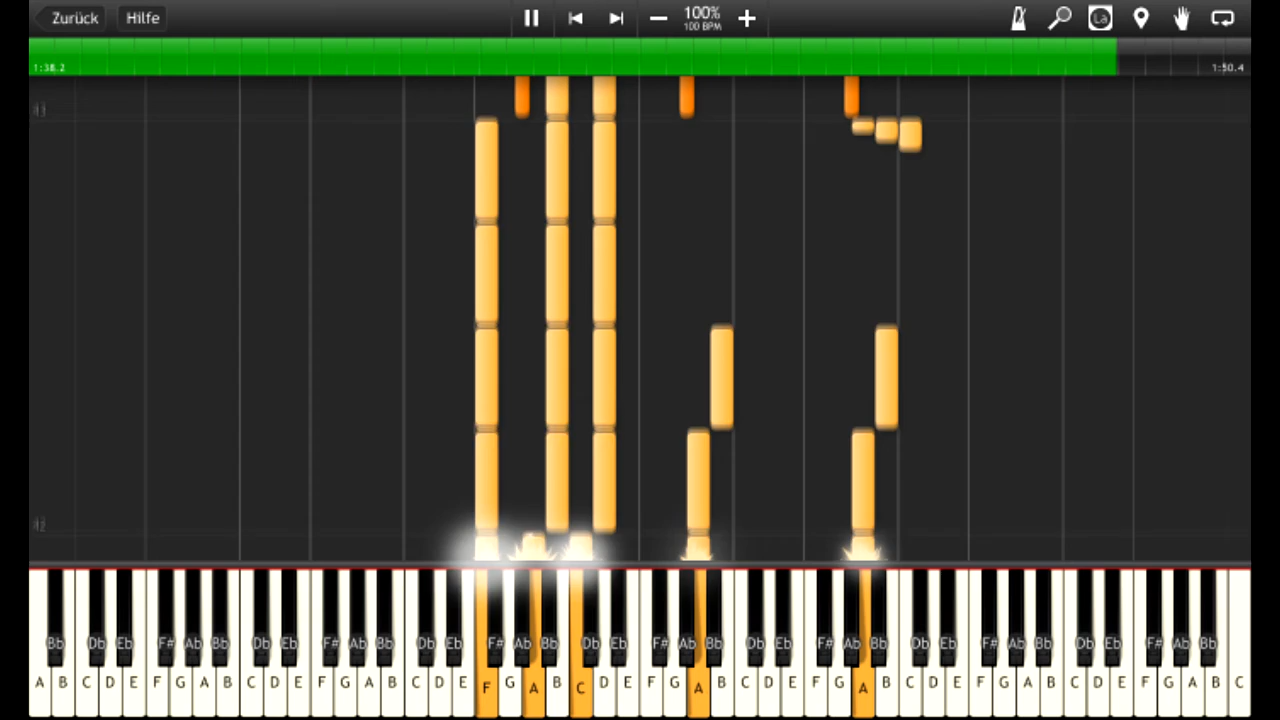 Zurück Hilfe 100% La
100 BPM
1:38.2 1:50.4
Bb Db Eb F# Ab Bb Db Eb F# Ab Bb Db Eb F# Ab Bb Db Eb F# Ab Bb Db Eb F# Ab Bb Db Eb F# Ab Bb Db Eb F# Ab Bb
A B C D E F G A B C D E F G A B C D E F G A B C D E F G A B C D E F G A B C D E F G A B C D E F G A B C